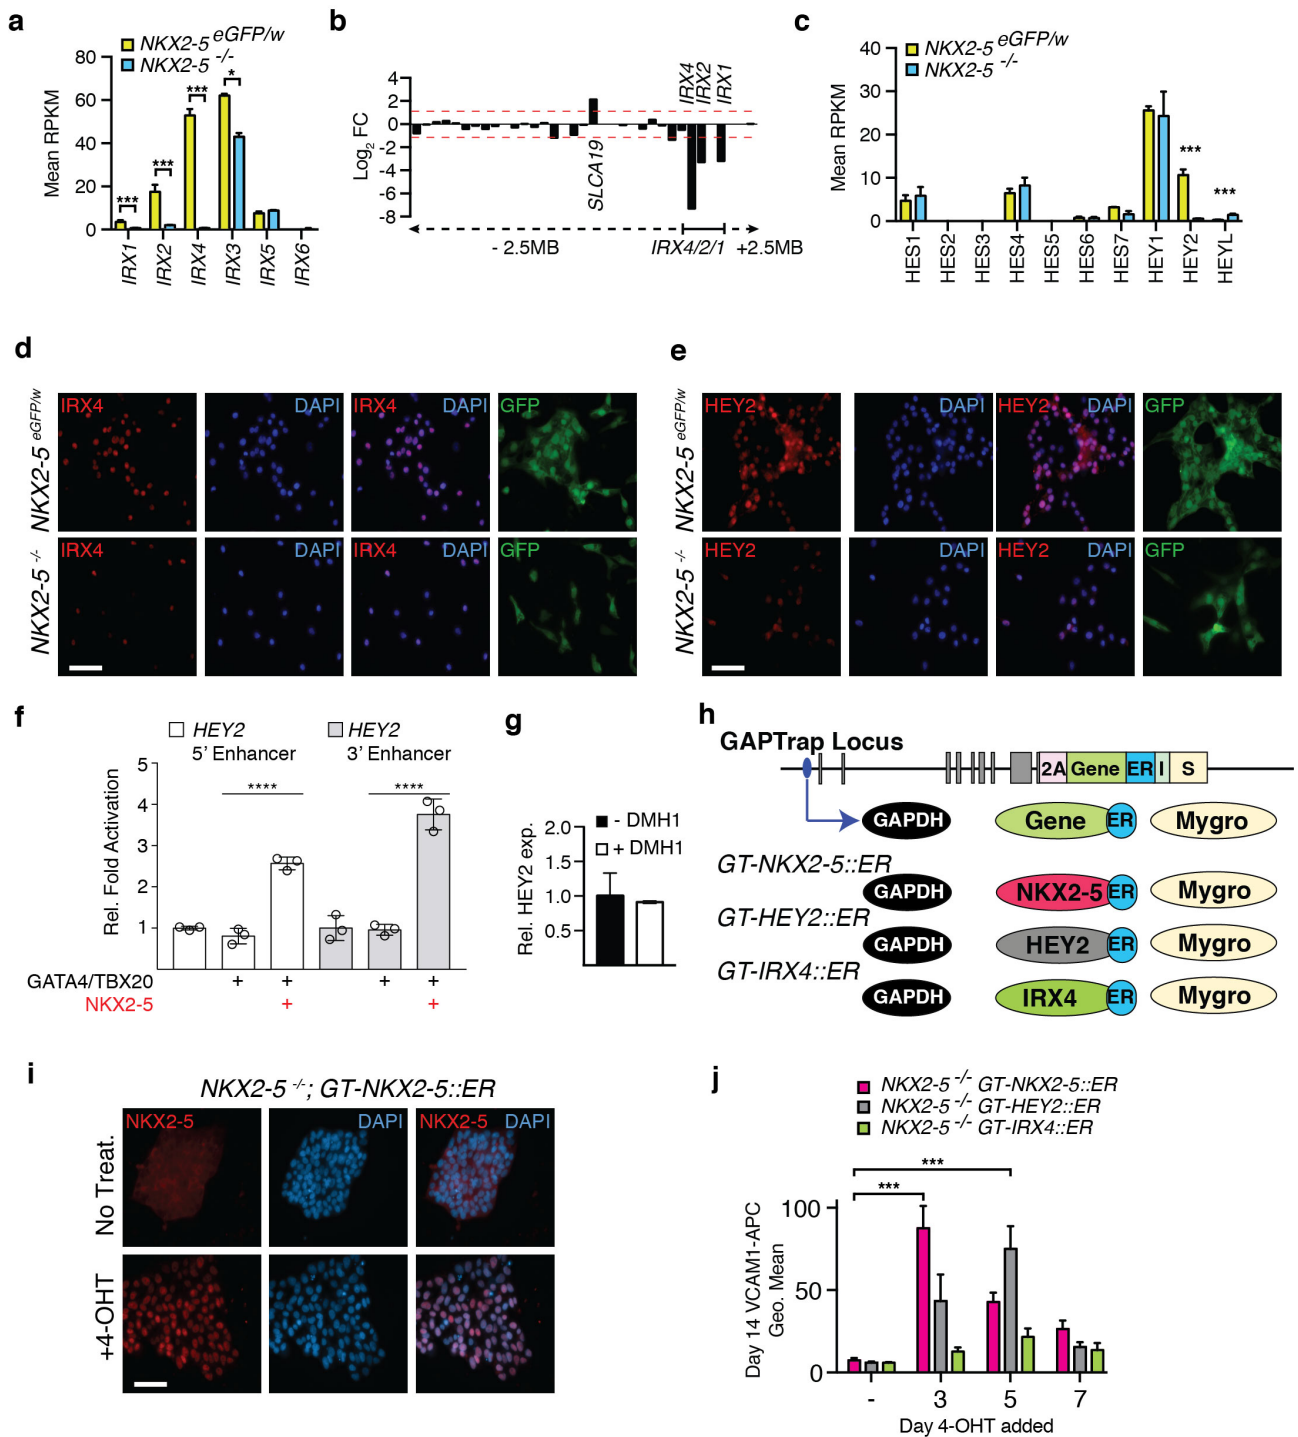 a
NKX2-5 eGFP/w
NKX2-5 -/-
Mean RPKM
80
60
40
20
0
***
***
***
*
IRX1
IRX2
IRX4
IRX3
IRX5
IRX6
b
Log2 FC
4
2
0
-2
-4
-6
-8
IRX4
IRX2
IRX1
SLCA19
- 2.5MB
IRX4/2/1
+2.5MB
c
NKX2-5 eGFP/w
NKX2-5 -/-
Mean RPKM
40
30
20
10
0
***
***
HES1
HES2
HES3
HES4
HES5
HES6
HES7
HEY1
HEY2
HEYL
d
NKX2-5 eGFP/w
IRX4
DAPI
IRX4 DAPI
GFP
NKX2-5 -/-
IRX4
DAPI
IRX4 DAPI
GFP
e
NKX2-5 eGFP/w
HEY2
DAPI
HEY2 DAPI
GFP
NKX2-5 -/-
HEY2
DAPI
HEY2 DAPI
GFP
f
HEY2
5’ Enhancer
HEY2
3’ Enhancer
Rel. Fold Activation
5
4
3
2
1
****
****
GATA4/TBX20 + + + +
NKX2-5 + +
g
- DMH1
+ DMH1
Rel. HEY2 exp.
2.0
1.5
1.0
0.5
h
GAPTrap Locus
2A Gene ER I S
GAPDH Gene ER Mygro
GT-NKX2-5::ER
GAPDH NKX2-5 ER Mygro
GT-HEY2::ER
GAPDH HEY2 ER Mygro
GT-IRX4::ER
GAPDH IRX4 ER Mygro
i
NKX2-5 -/-; GT-NKX2-5::ER
No Treat.
NKX2-5
DAPI
NKX2-5 DAPI
+4-OHT
j
NKX2-5 -/- GT-NKX2-5::ER
NKX2-5 -/- GT-HEY2::ER
NKX2-5 -/- GT-IRX4::ER
***
***
Day 14 VCAM1-APC
Geo. Mean
100
50
0
- 3 5 7
Day 4-OHT added